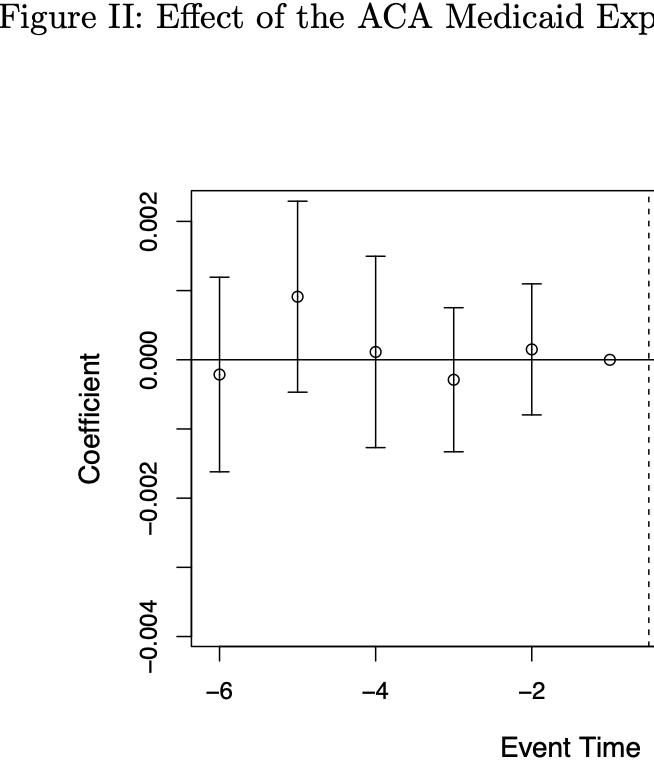 Figure II: Effect of the ACA Medicaid Exp
0.002
0.000
−0.002
−0.004
Coefficient
−6 −4 −2
Event Time